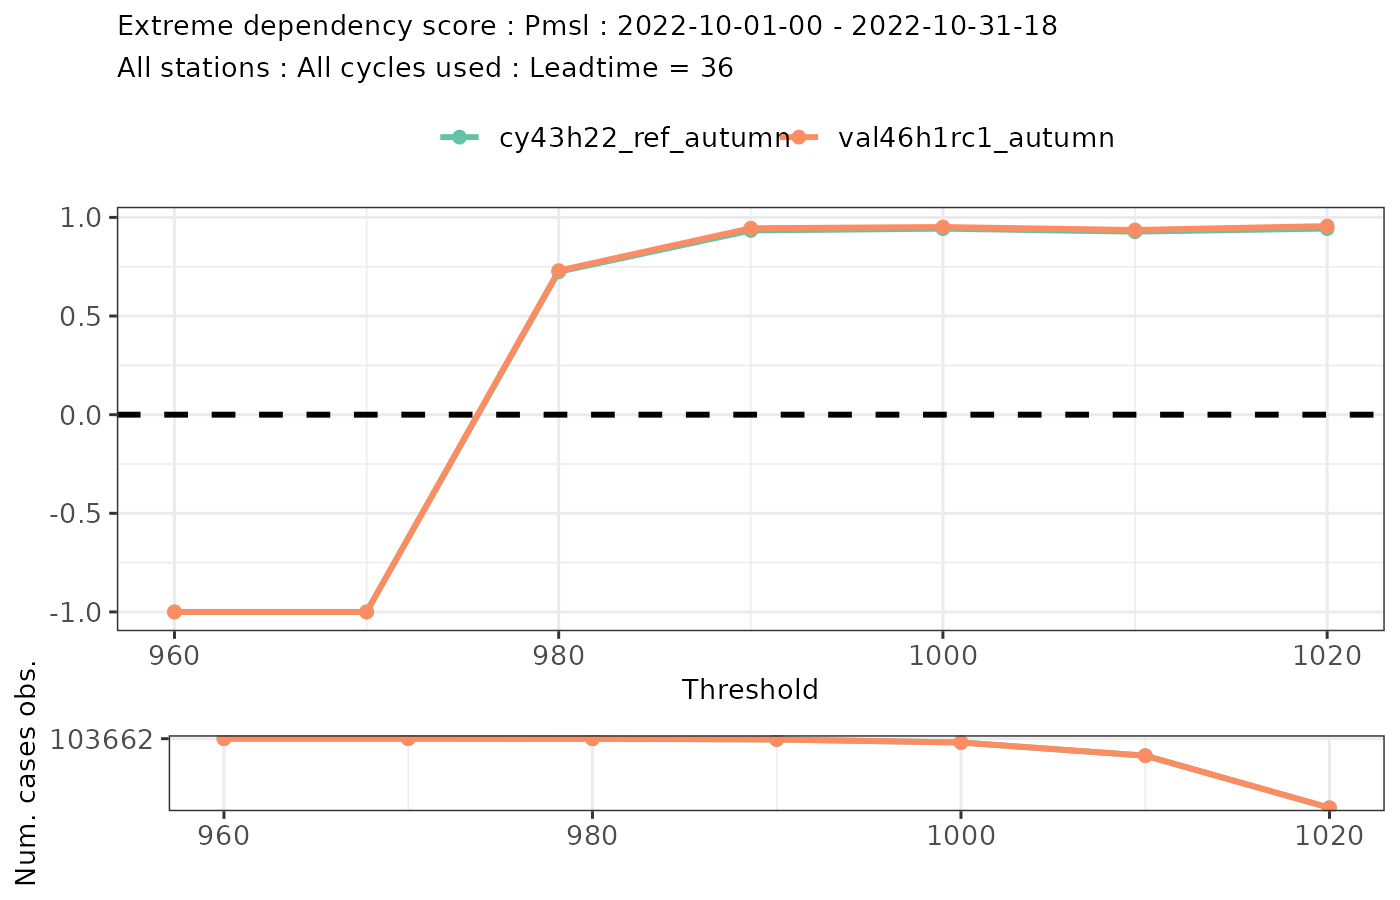 Extreme dependency score : Pmsl : 2022-10-01-00 - 2022-10-31-18
All stations : All cycles used : Leadtime = 36
cy43h22_ref_autumn val46h1rc1_autumn
1.0
0.5
0.0
-0.5
-1.0
960 980 1000 1020
Threshold
Num. cases obs.
103662
960 980 1000 1020